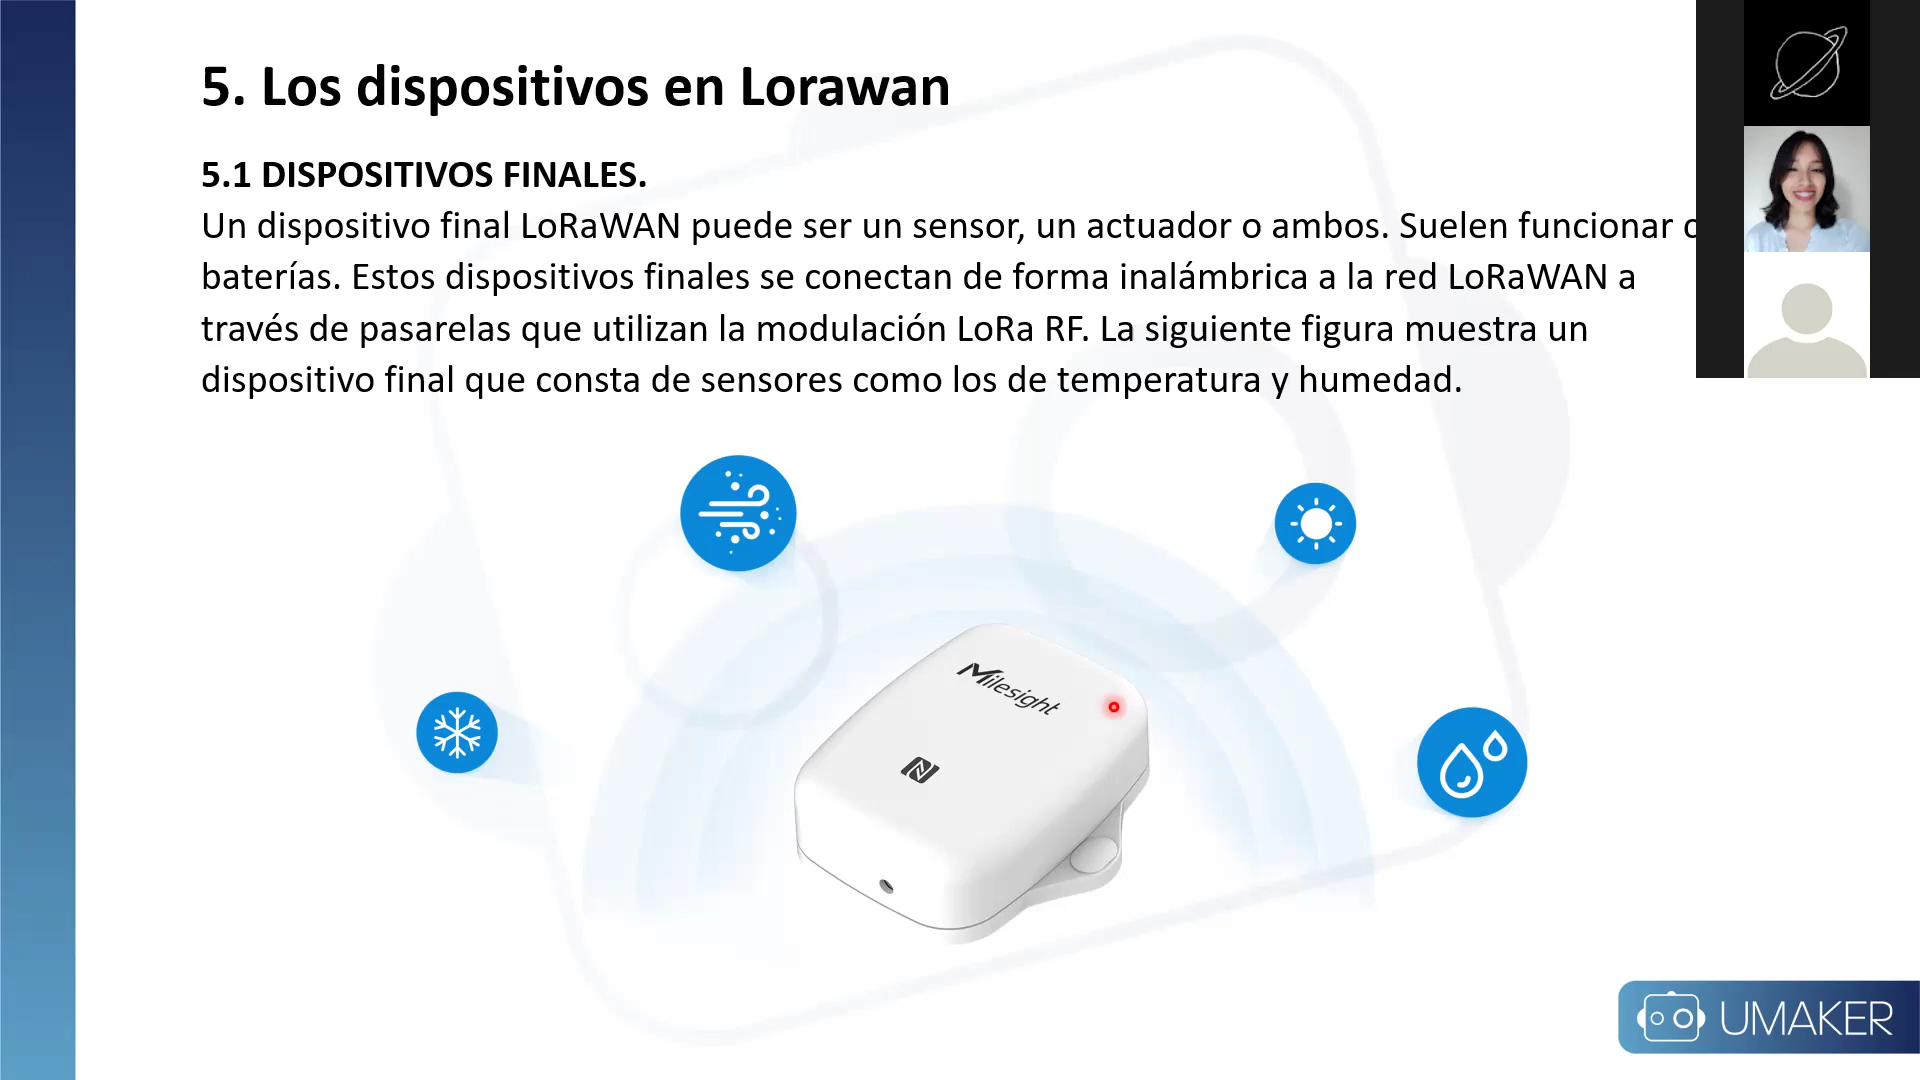 5. Los dispositivos en Lorawan
5.1 DISPOSITIVOS FINALES.
Un dispositivo final LoRaWAN puede ser un sensor, un actuador o ambos. Suelen funcionar
baterías. Estos dispositivos finales se conectan de forma inalámbrica a la red LoRaWAN a
través de pasarelas que utilizan la modulación LoRa RF. La siguiente figura muestra un
dispositivo final que consta de sensores como los de temperatura y humedad.
Milesight
UMAKER